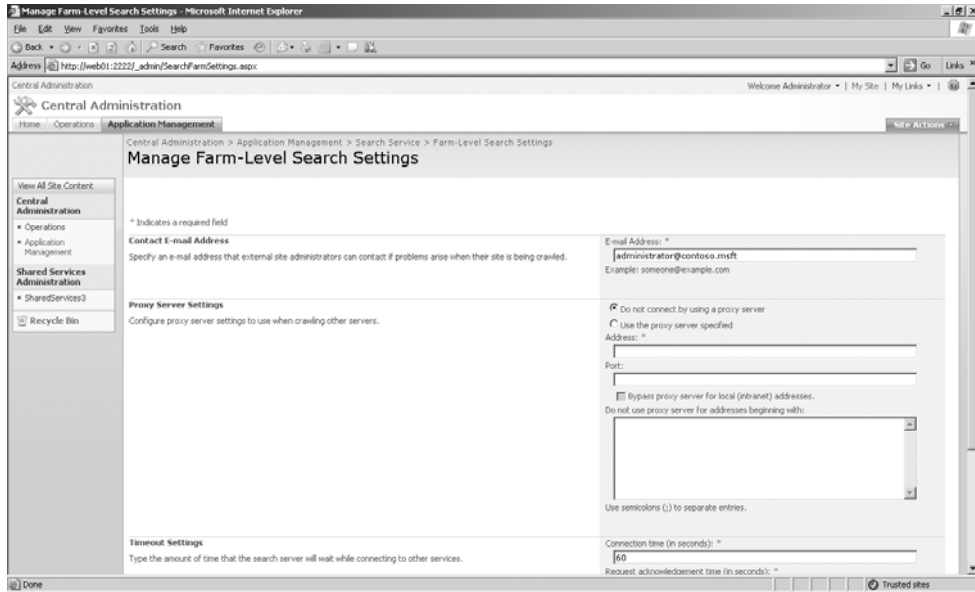 Manage Farm-Level Search Settings - Microsoft Internet Explorer
File Edit View Favorites Tools Help
Back Search Favorites
Address http://web01:2222/_admin/SearchFarmSettings.aspx Go Links
Central Administration Welcome Administrator | My Site | My Links |
Central Administration
Home Operations Application Management Site Actions
Central Administration > Application Management > Search Service > Farm-Level Search Settings
Manage Farm-Level Search Settings
View All Site Content
Central Administration
Operations
Application Management
Shared Services Administration
SharedServices3
Recycle Bin
* Indicates a required field
Contact E-mail Address
Specify an e-mail address that external site administrators can contact if problems arise when their site is being crawled.
E-mail Address: *
administrator@contoso.msft
Example: someone@example.com
Proxy Server Settings
Configure proxy server settings to use when crawling other servers.
Do not connect by using a proxy server
Use the proxy server specified
Address: *
Port:
Bypass proxy server for local (intranet) addresses.
Do not use proxy server for addresses beginning with:
Use semicolons (;) to separate entries.
Timeout Settings
Type the amount of time that the search server will wait while connecting to other services.
Connection time (in seconds): *
60
Request acknowledgement time (in seconds): *
Done Trusted sites